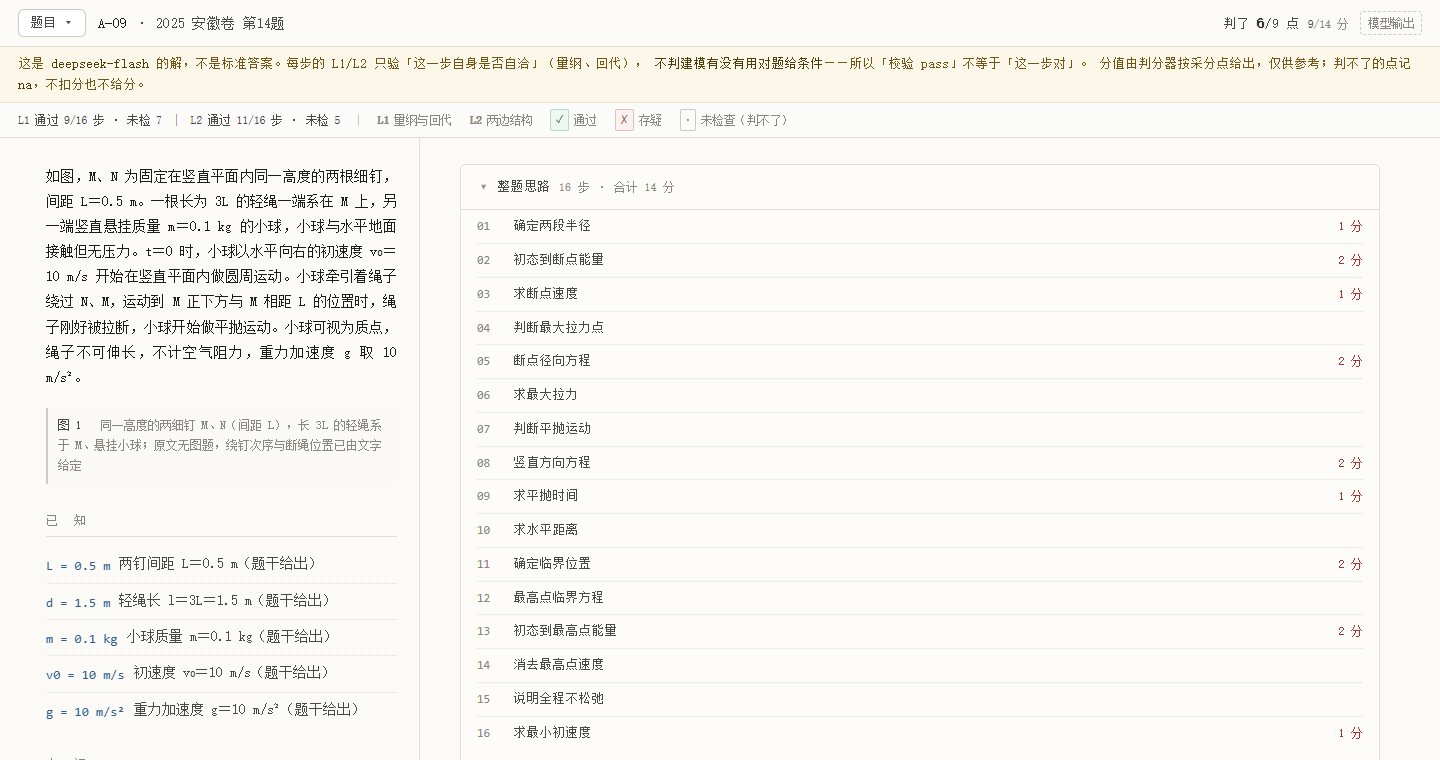 题目 ▾ A-09 · 2025 安徽卷 第14题
判了 6/9 点 9/14 分 模型输出
这是 deepseek-flash 的解，不是标准答案。每步的 L1/L2 只验「这一步自身是否自洽」（量纲、回代）， 不判建模有没有用对题给条件——所以「校验 pass」不等于「这一步对」。 分值由判分器按采分点给出，仅供参考；判不了的点记
na，不扣分也不给分。
L1 通过 9/16 步 · 未检 7 | L2 通过 11/16 步 · 未检 5 | L1 量纲与回代 L2 两边结构 ✓ 通过 ✗ 存疑 · 未检查（判不了）
如图，M、N 为固定在竖直平面内同一高度的两根细钉，
间距 L＝0.5 m。一根长为 3L 的轻绳一端系在 M 上，另
一端竖直悬挂质量 m＝0.1 kg 的小球，小球与水平地面
接触但无压力。t＝0 时，小球以水平向右的初速度 v₀＝
10 m/s 开始在竖直平面内做圆周运动。小球牵引着绳子
绕过 N、M，运动到 M 正下方与 M 相距 L 的位置时，绳
子刚好被拉断，小球开始做平抛运动。小球可视为质点，
绳子不可伸长，不计空气阻力，重力加速度 g 取 10
m/s²。
图 1 同一高度的两细钉 M、N（间距 L），长 3L 的轻绳系
于 M、悬挂小球；原文无图题，绕钉次序与断绳位置已由文字
给定
已 知
L = 0.5 m 两钉间距 L＝0.5 m（题干给出）
d = 1.5 m 轻绳长 l＝3L＝1.5 m（题干给出）
m = 0.1 kg 小球质量 m＝0.1 kg（题干给出）
v0 = 10 m/s 初速度 v₀＝10 m/s（题干给出）
g = 10 m/s² 重力加速度 g＝10 m/s²（题干给出）
▾ 整题思路 16 步 · 合计 14 分
01 确定两段半径 1 分
02 初态到断点能量 2 分
03 求断点速度 1 分
04 判断最大拉力点
05 断点径向方程 2 分
06 求最大拉力
07 判断平抛运动
08 竖直方向方程 2 分
09 求平抛时间 1 分
10 求水平距离
11 确定临界位置 2 分
12 最高点临界方程
13 初态到最高点能量 2 分
14 消去最高点速度
15 说明全程不松弛
16 求最小初速度 1 分